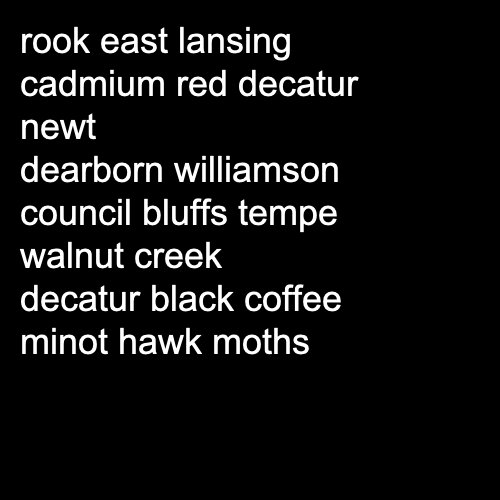 rook east lansing
cadmium red decatur
newt
dearborn williamson
council bluffs tempe
walnut creek
decatur black coffee
minot hawk moths